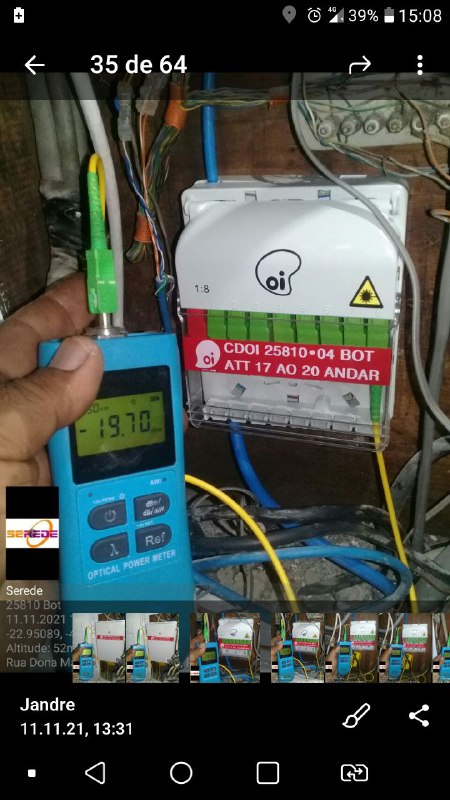 4G 39% 15:08
35 de 64
oi
1:8
oi CDOI 25810•04 BOT
ATT 17 AO 20 ANDAR
-19.70
dBm/
dB/mW
λ
Ref
OPTICAL POWER METER
SEREDE
Serede
25810 Bot
11.11.2021
-22.95089,
Altitude: 52m
Rua Dona
Jandre
11.11.21, 13:31